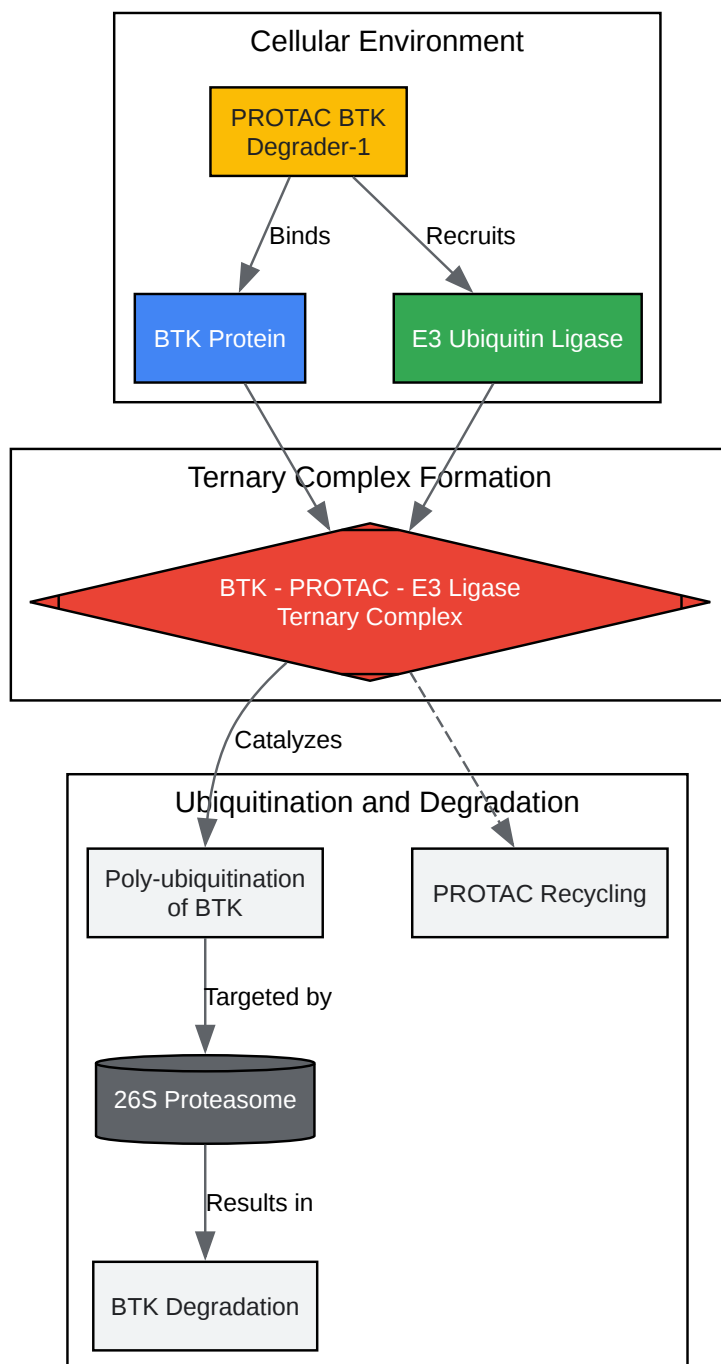 Cellular Environment
PROTAC BTK
Degrader-1
Binds
Recruits
BTK Protein
E3 Ubiquitin Ligase
Ternary Complex Formation
BTK - PROTAC - E3 Ligase
Ternary Complex
Catalyzes
Ubiquitination and Degradation
Poly-ubiquitination
of BTK
PROTAC Recycling
Targeted by
26S Proteasome
Results in
BTK Degradation